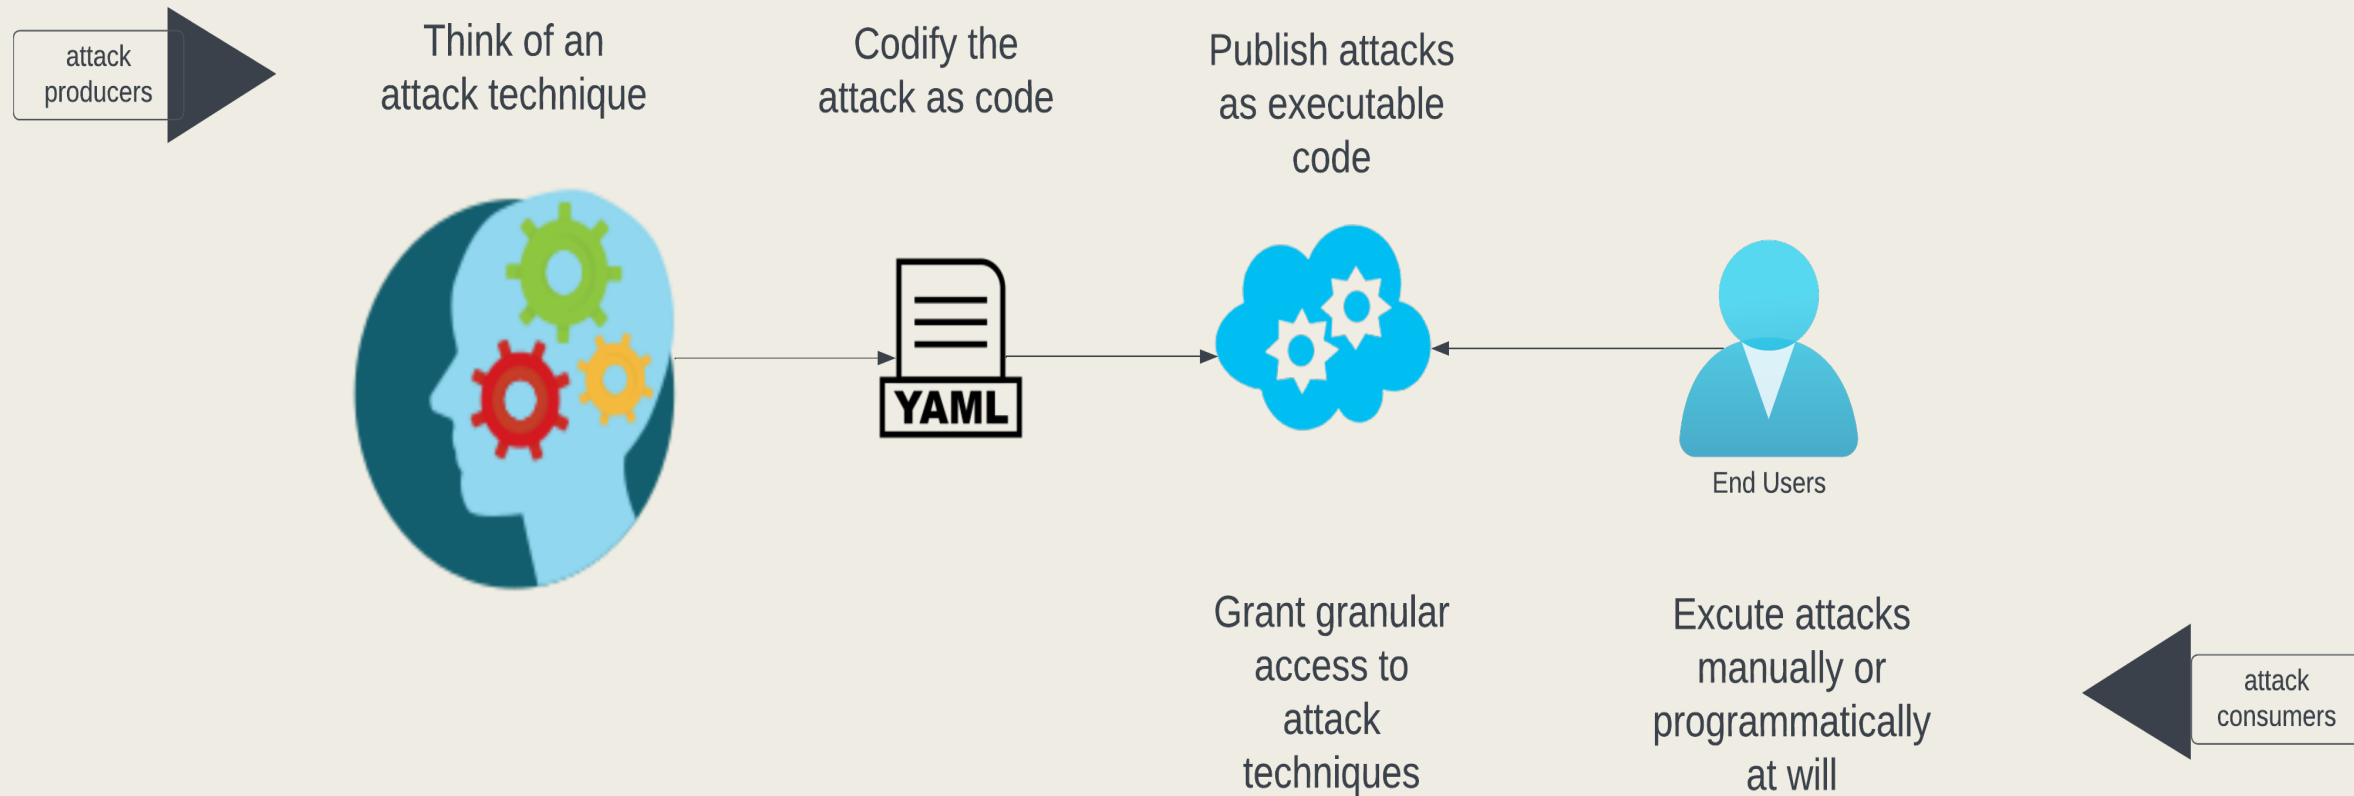 attack
producers
Think of an
attack technique
Codify the
attack as code
Publish attacks
as executable
code
YAML
End Users
Grant granular
access to
attack
techniques
Excute attacks
manually or
programmatically
at will
attack
consumers